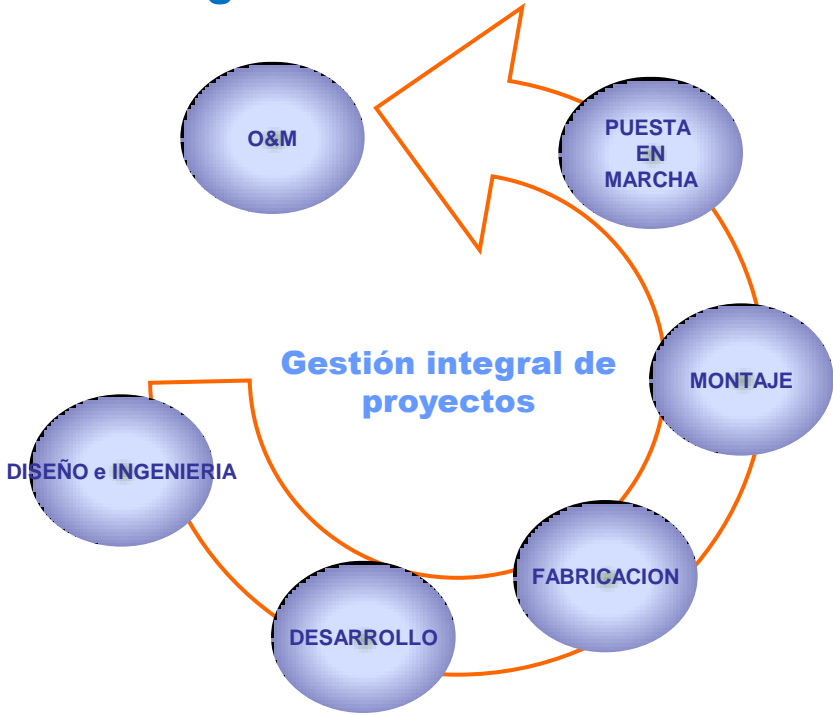 O&M
PUESTA
EN
MARCHA
Gestión integral de
proyectos
MONTAJE
DISEÑO e INGENIERIA
FABRICACION
DESARROLLO